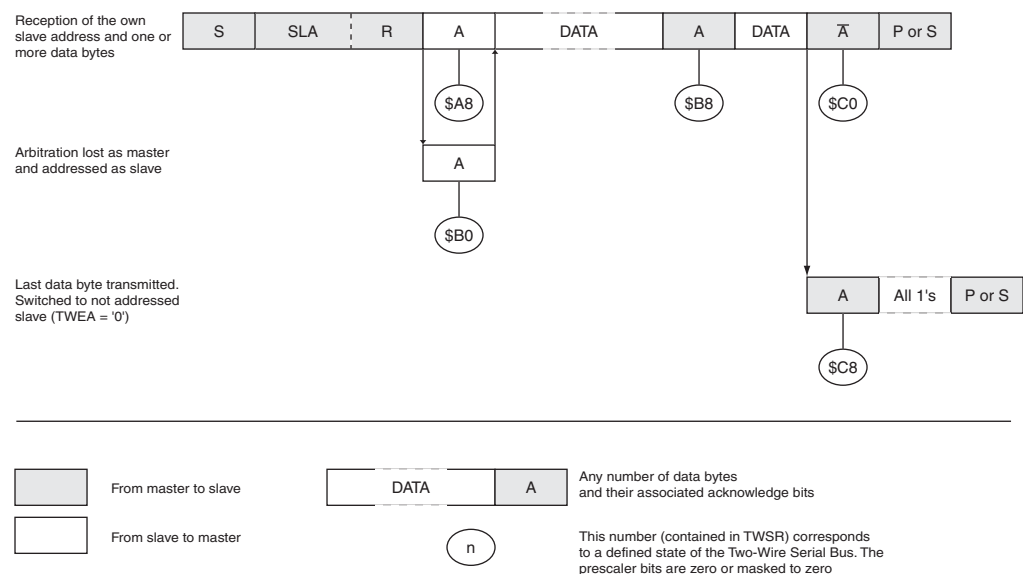 Reception of the own
slave address and one or
more data bytes
S SLA R A DATA A DATA A̅ P or S
$A8 $B8 $C0
Arbitration lost as master
and addressed as slave
A
$B0
Last data byte transmitted.
Switched to not addressed
slave (TWEA = '0')
A All 1's P or S
$C8
From master to slave
DATA A
Any number of data bytes
and their associated acknowledge bits
From slave to master
n
This number (contained in TWSR) corresponds
to a defined state of the Two-Wire Serial Bus. The
prescaler bits are zero or masked to zero